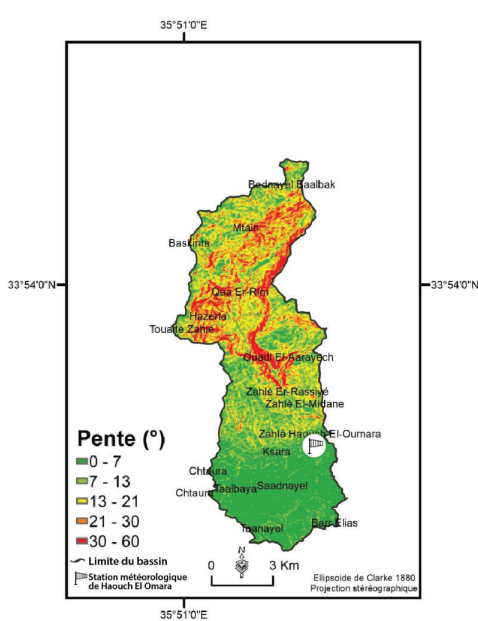 35°51'0"E
Bednayel Baalbak
Mtain
Baskinta
33°54'0"N
33°54'0"N
Qaa Er-Rim
Hazerta
Touaite Zahlé
Ouadi El-Aarayech
Zahlé Er-Rassiyé
Zahlé El-Midane
Zahlé Haouch El-Oumara
Ksara
Pente (°)
0 - 7
7 - 13
13 - 21
21 - 30
30 - 60
Chtaura
Chtaura
Taalbaya
Saadnayel
Taanayel
Barr Elias
Limite du bassin
Station météorologique
de Haouch El Omara
N
0 3 Km
Ellipsoide de Clarke 1880
Projection stéréographique
35°51'0"E